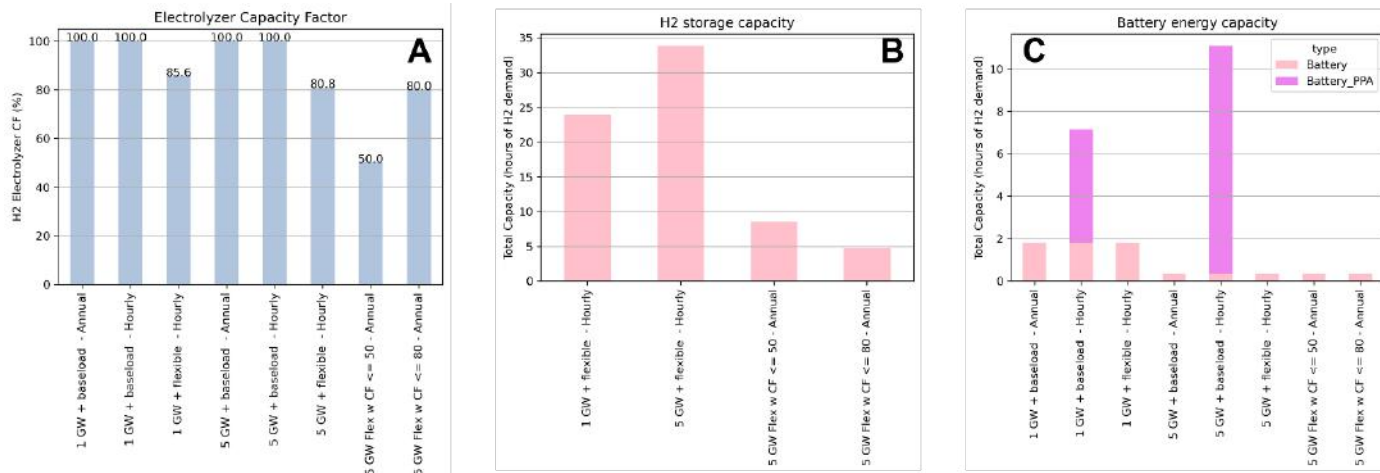 Electrolyzer Capacity Factor
A
H2 Electrolyzer CF (%)
100
80
60
40
20
0
100.0
100.0
85.6
100.0
100.0
80.8
50.0
80.0
1 GW + baseload - Annual
1 GW + baseload - Hourly
1 GW + flexible - Hourly
5 GW + baseload - Annual
5 GW + baseload - Hourly
5 GW + flexible - Hourly
5 GW Flex w CF <= 50 - Annual
5 GW Flex w CF <= 80 - Annual
H2 storage capacity
B
Total Capacity (hours of H2 demand)
35
30
25
20
15
10
5
0
1 GW + flexible - Hourly
5 GW + flexible - Hourly
5 GW Flex w CF <= 50 - Annual
5 GW Flex w CF <= 80 - Annual
Battery energy capacity
C
type
Battery
Battery_PPA
Total Capacity (hours of H2 demand)
10
8
6
4
2
0
1 GW + baseload - Annual
1 GW + baseload - Hourly
1 GW + flexible - Hourly
5 GW + baseload - Annual
5 GW + baseload - Hourly
5 GW + flexible - Hourly
5 GW Flex w CF <= 50 - Annual
5 GW Flex w CF <= 80 - Annual